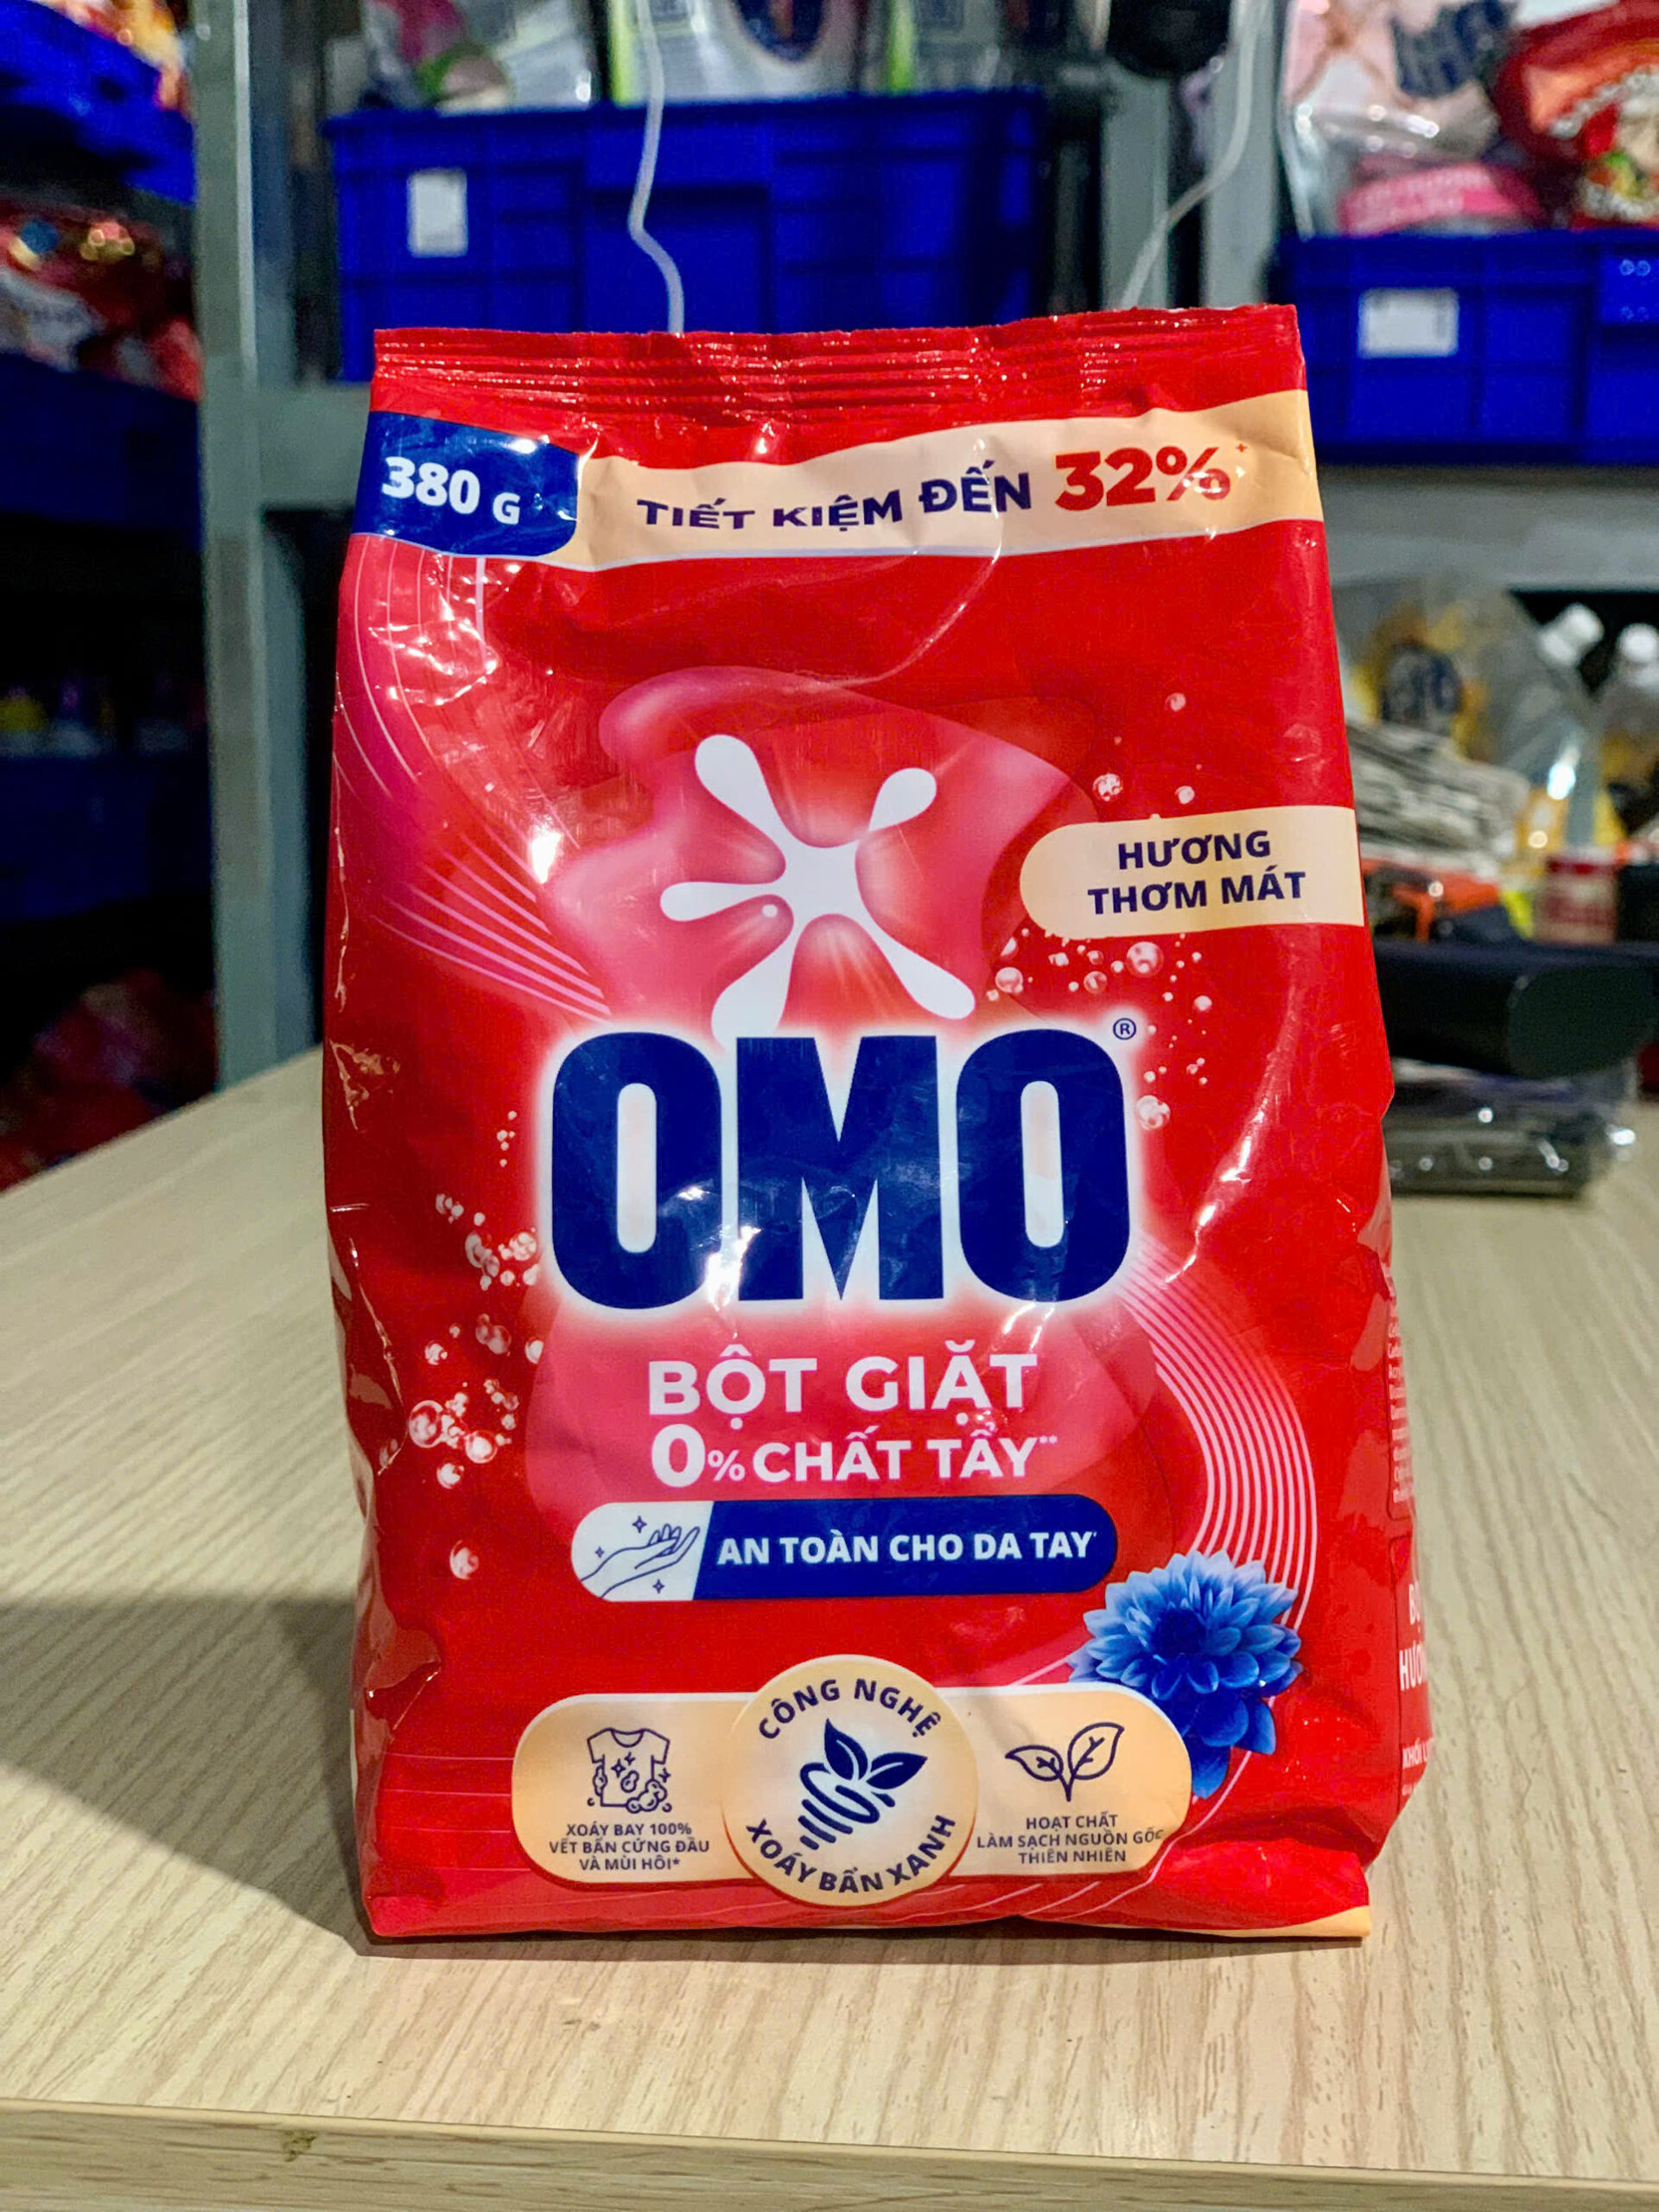 380 G
TIẾT KIỆM ĐẾN 32%+
HƯƠNG
THƠM MÁT
OMO®
BỘT GIẶT
0% CHẤT TẨY**
AN TOÀN CHO DA TAY*
CÔNG NGHỆ
XOÁY BẨN XANH
XOÁY BAY 100%
VẾT BẨN CỨNG ĐẦU
VÀ MÙI HÔI*
HOẠT CHẤT
LÀM SẠCH NGUỒN GỐC
THIÊN NHIÊN